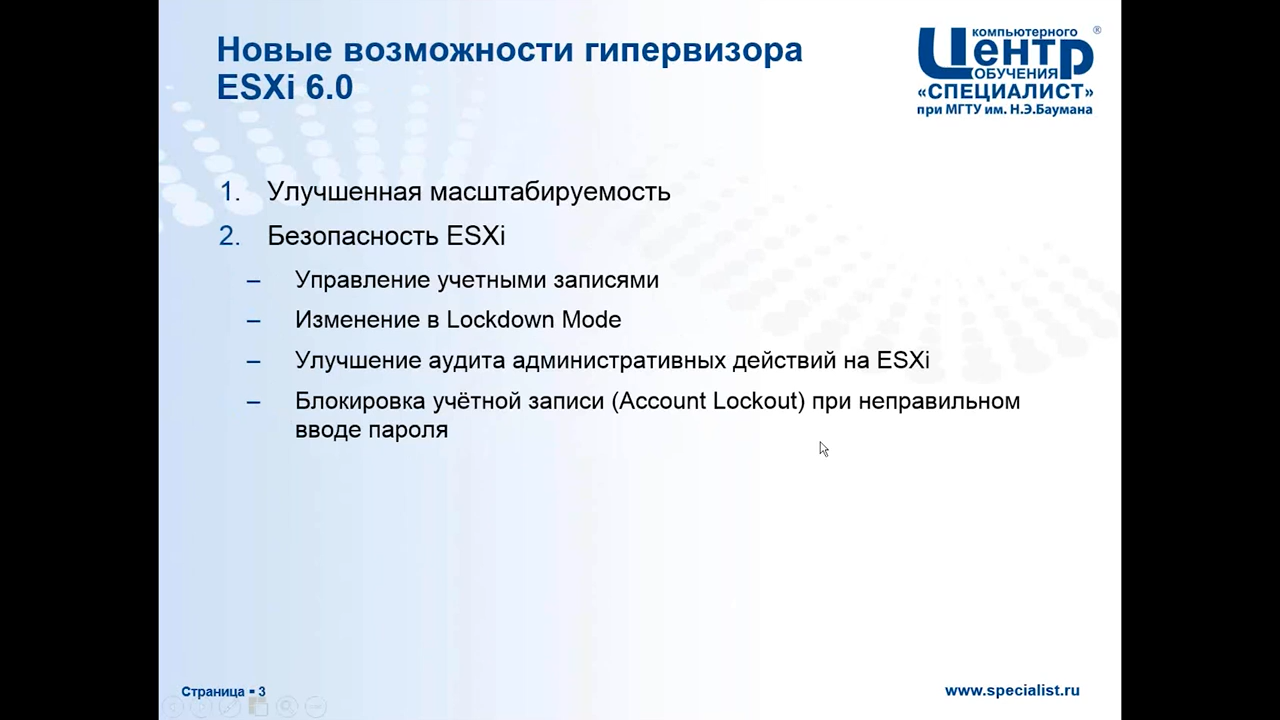 Новые возможности гипервизора
ESXi 6.0
компьютерного
Центр
ОБУЧЕНИЯ
«СПЕЦИАЛИСТ»
при МГТУ им. Н.Э.Баумана
®
1. Улучшенная масштабируемость
2. Безопасность ESXi
– Управление учетными записями
– Изменение в Lockdown Mode
– Улучшение аудита административных действий на ESXi
– Блокировка учётной записи (Account Lockout) при неправильном
вводе пароля
Страница ▪ 3
www.specialist.ru